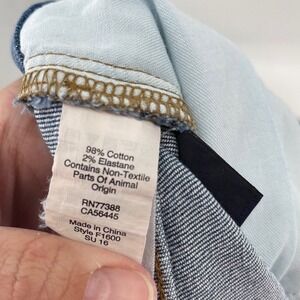 98% Cotton
2% Elastane
Contains Non-Textile
Parts Of Animal
Origin
RN77388
CA56445
Made in China
Style F1600
SU 16